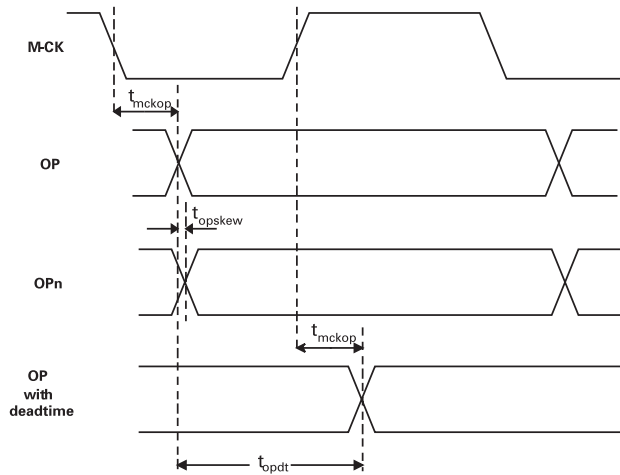 M-CK
tmckop
OP
topskew
OPn
tmckop
OP
with
deadtime
topdt